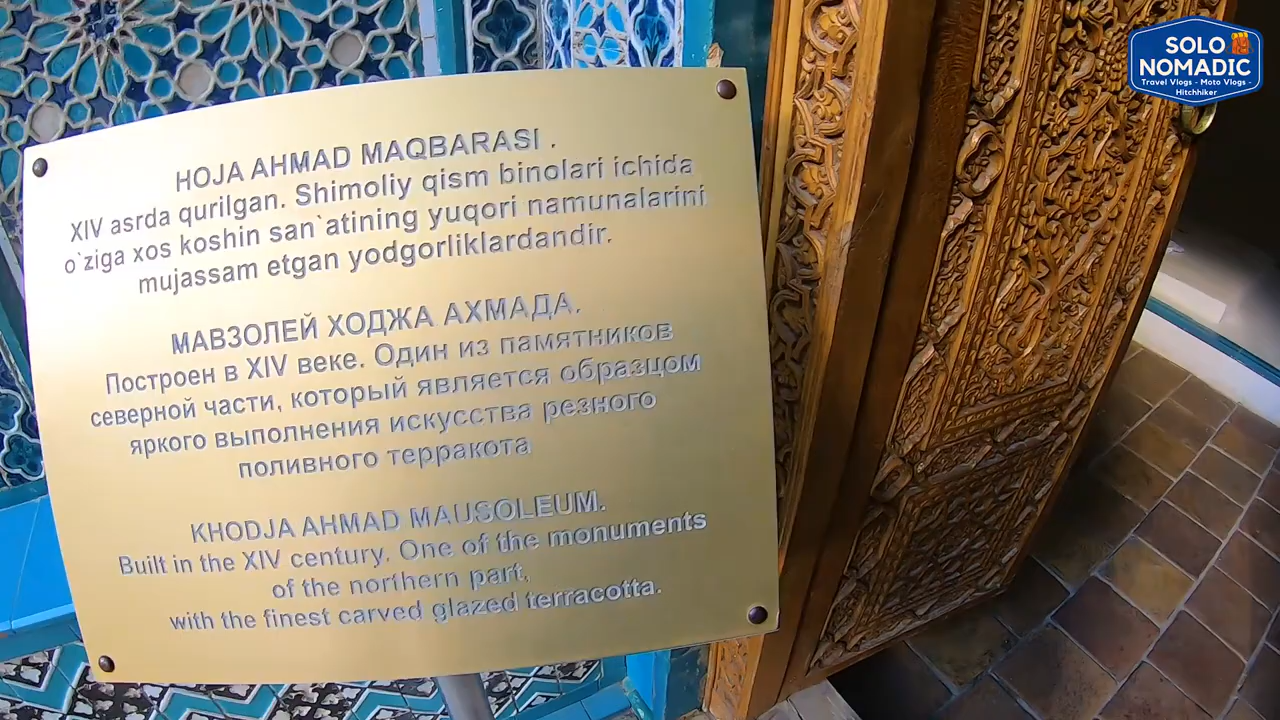 HOJA AHMAD MAQBARASI .
XIV asrda qurilgan. Shimoliy qism binolari ichida
o`ziga xos koshin san`atining yuqori namunalarini
mujassam etgan yodgorliklardandir.
МАВЗОЛЕЙ ХОДЖА АХМАДА.
Построен в XIV веке. Один из памятников
северной части, который является образцом
яркого выполнения искусства резного
поливного терракота
KHODJA AHMAD MAUSOLEUM.
Built in the XIV century. One of the monuments
of the northern part,
with the finest carved glazed terracotta.
SOLO
NOMADIC
Travel Vlogs - Moto Vlogs -
Hitchhiker